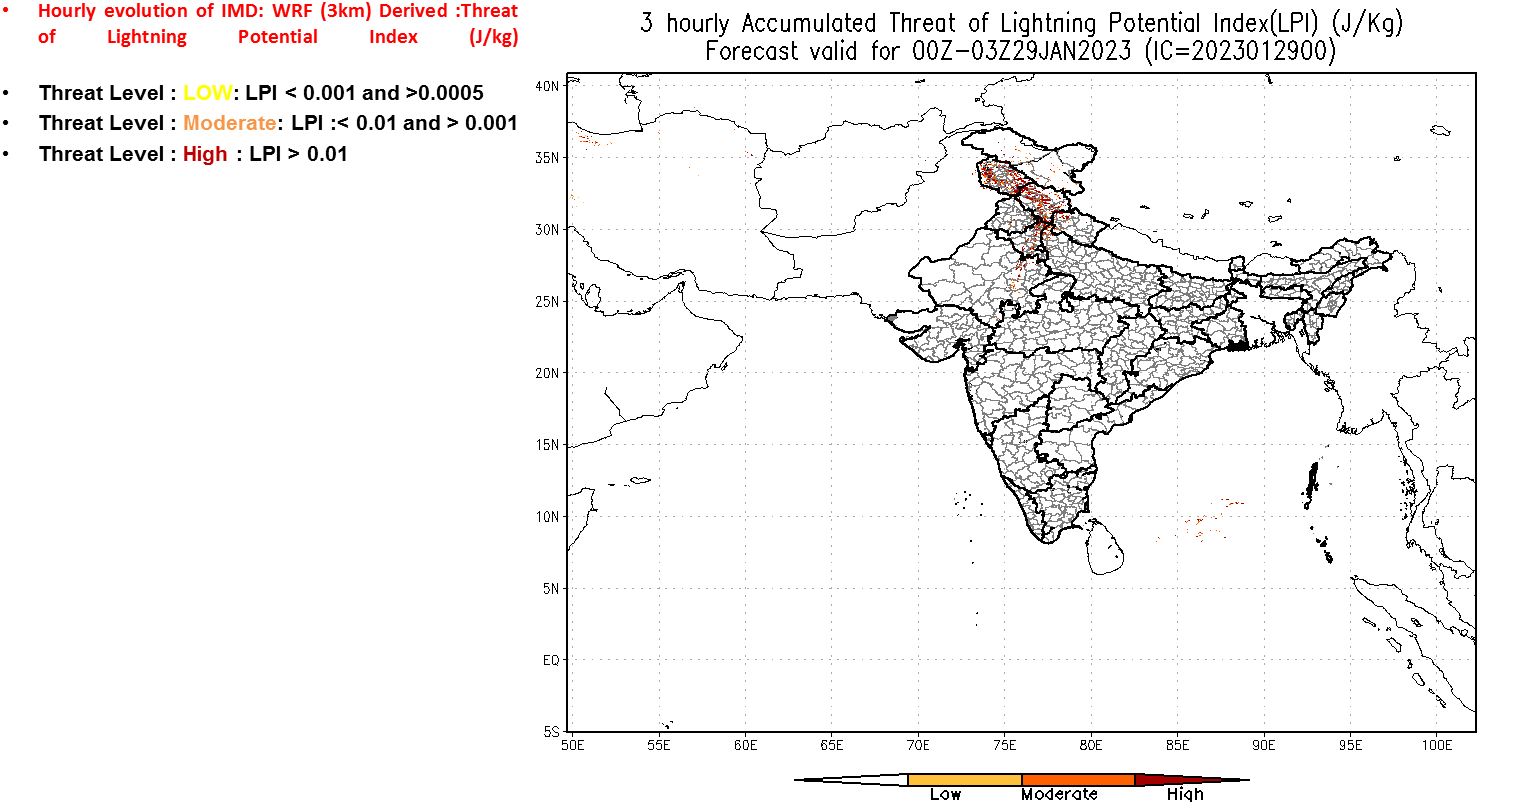 • Hourly evolution of IMD: WRF (3km) Derived :Threat
of Lightning Potential Index (J/kg)
• Threat Level : LOW: LPI < 0.001 and >0.0005
• Threat Level : Moderate: LPI :< 0.01 and > 0.001
• Threat Level : High : LPI > 0.01
3 hourly Accumulated Threat of Lightning Potential Index(LPI) (J/Kg)
Forecast valid for 00Z-03Z29JAN2023 (IC=2023012900)
40N
35N
30N
25N
20N
15N
10N
5N
EQ
5S
50E 55E 60E 65E 70E 75E 80E 85E 90E 95E 100E
Low Moderate High